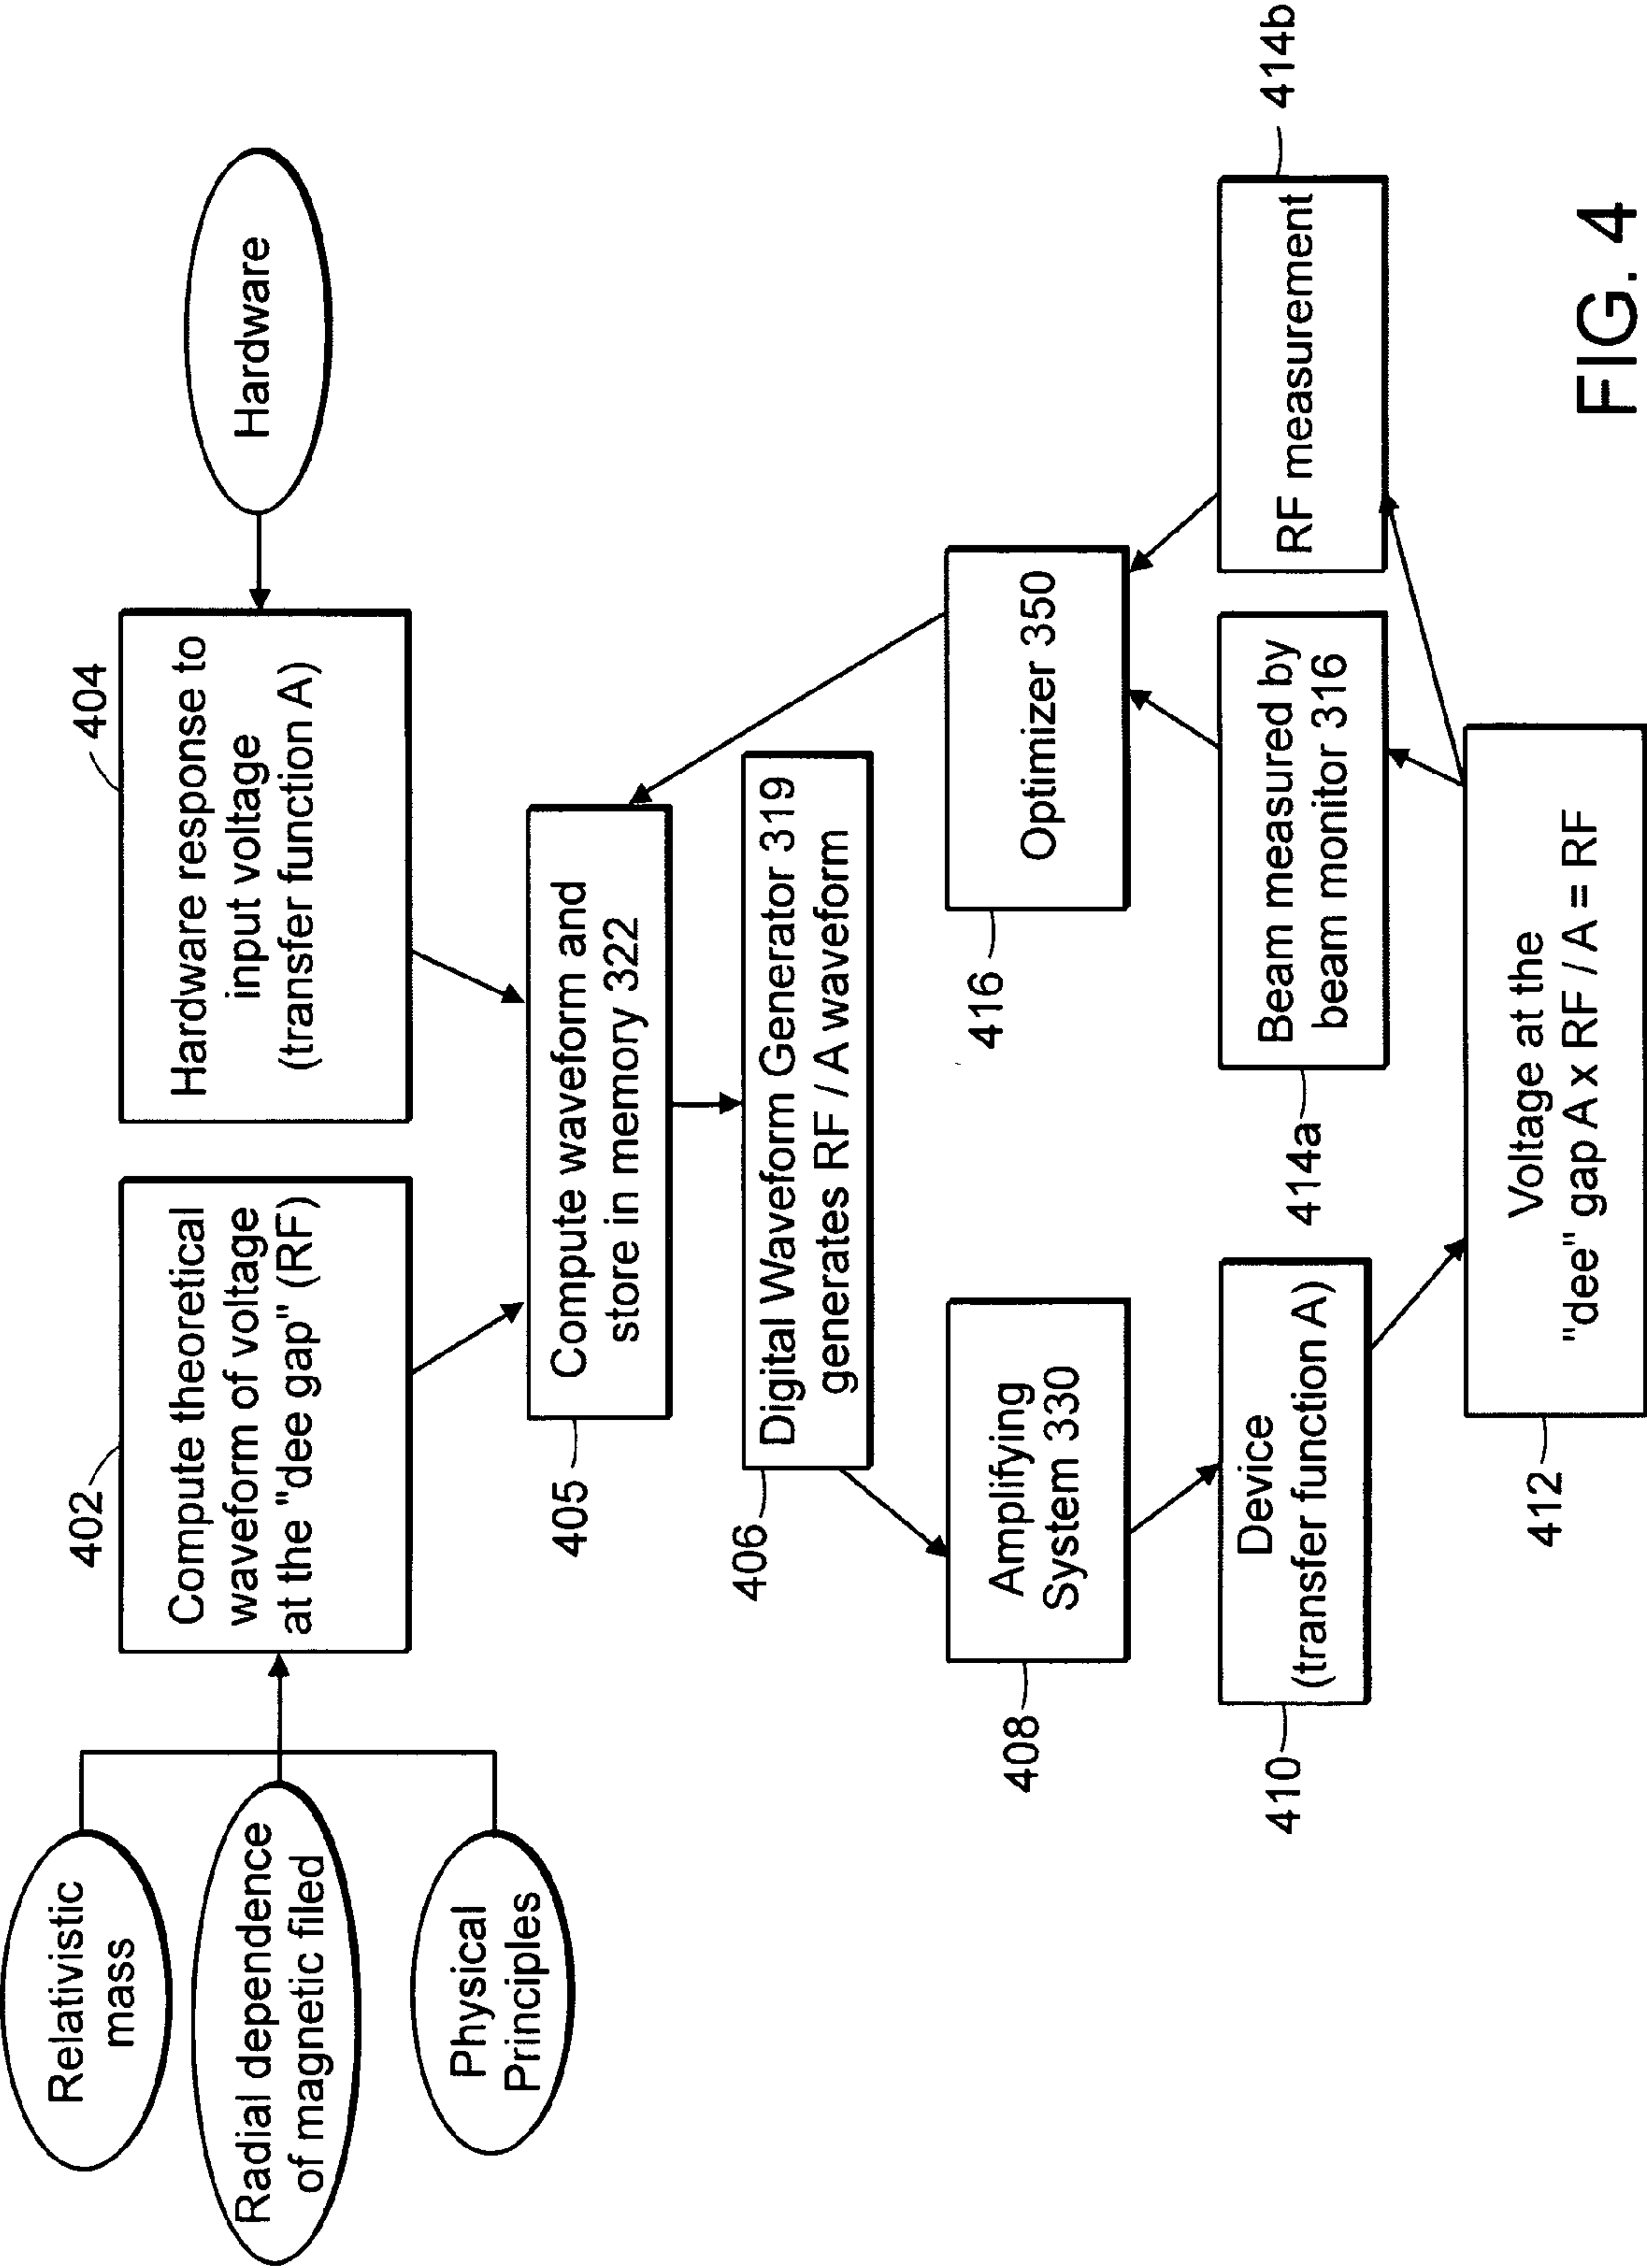 Relativistic
mass
Radial dependence
of magnetic filed
Physical
Principles
402
Compute theoretical
waveform of voltage
at the "dee gap" (RF)
404
Hardware response to
input voltage
(transfer function A)
Hardware
405
Compute waveform and
store in memory 322
406
Digital Waveform Generator 319
generates RF / A waveform
408
Amplifying
System 330
416
Optimizer 350
410
Device
(transfer function A)
414a
Beam measured by
beam monitor 316
RF measurement
414b
412
Voltage at the
"dee" gap A x RF / A = RF
FIG. 4